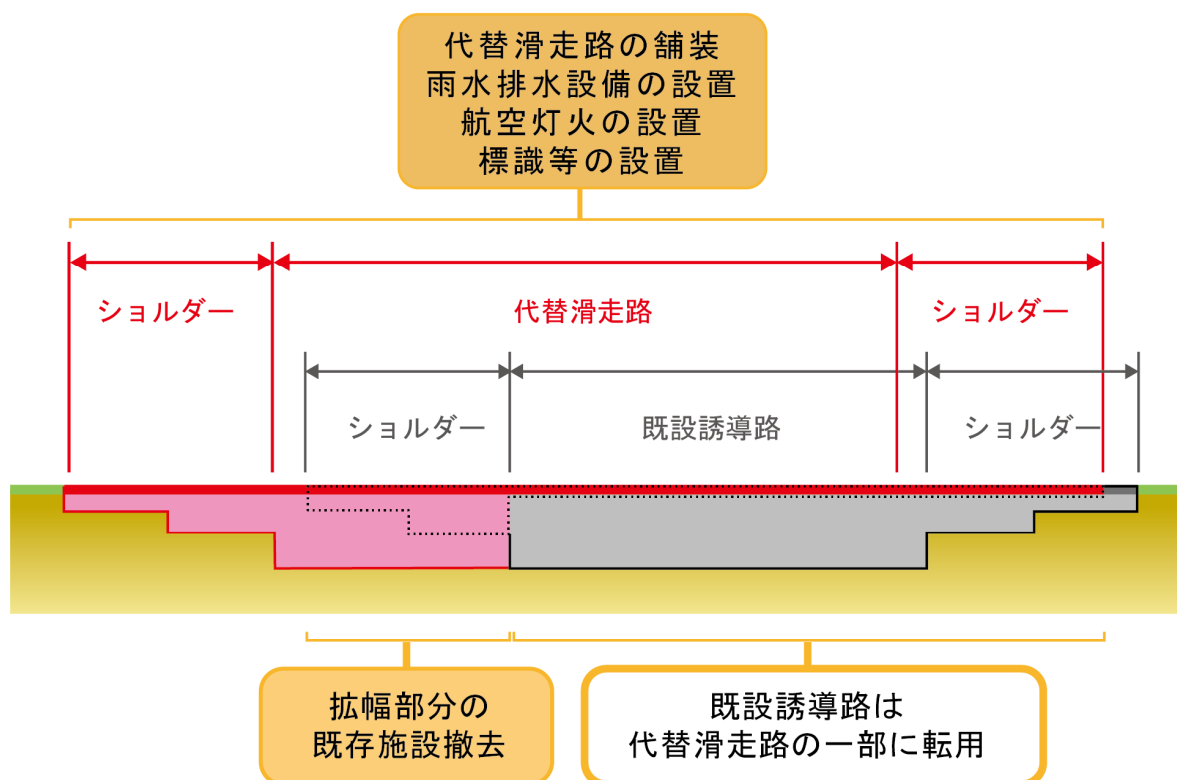 代替滑走路の舗装
雨水排水設備の設置
航空灯火の設置
標識等の設置
ショルダー
代替滑走路
ショルダー
ショルダー
既設誘導路
ショルダー
拡幅部分の
既存施設撤去
既設誘導路は
代替滑走路の一部に転用